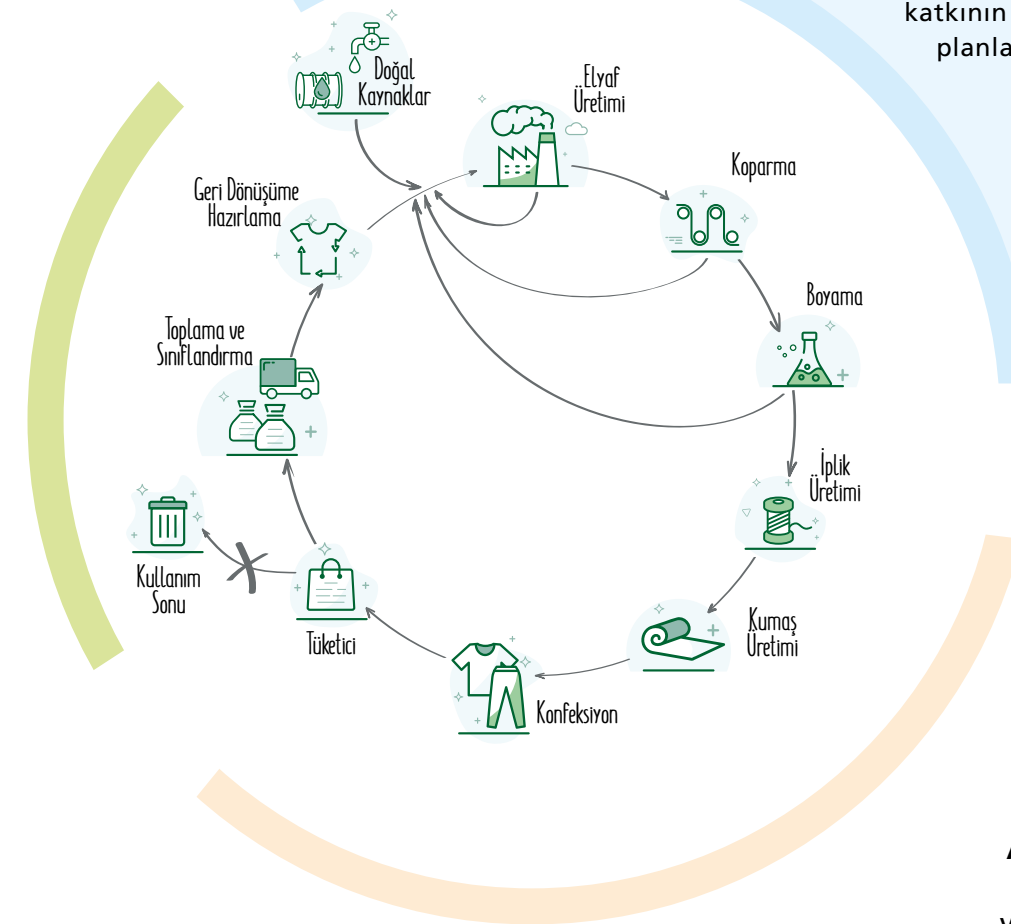 katkının
planla
Doğal
Kaynaklar
Elyaf
Üretimi
Koparma
Geri Dönüşüme
Hazırlama
Boyama
Toplama ve
Sınıflandırma
İplik
Üretimi
Kullanım
Sonu
Tüketici
Kumaş
Üretimi
Konfeksiyon